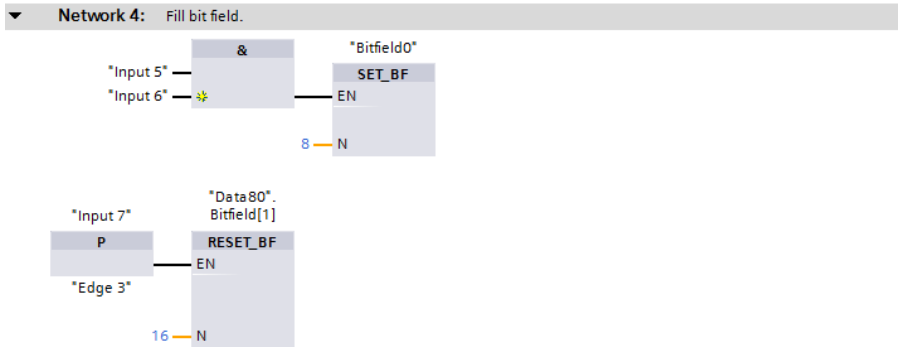 Network 4: Fill bit field.
& "Bitfield0"
"Input 5" SET_BF
"Input 6" EN
8 N
"Data80".
"Input 7" Bitfield[1]
P RESET_BF
EN
"Edge 3"
16 N